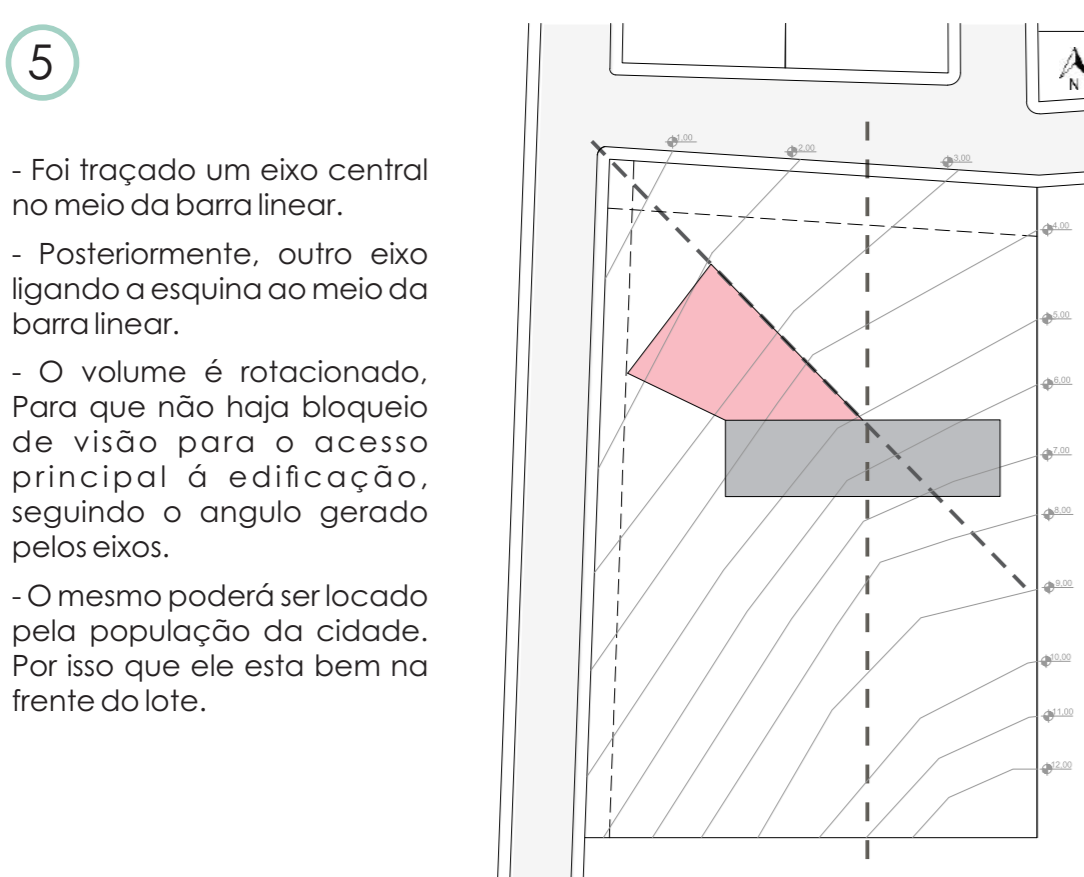 5
- Foi traçado um eixo central
no meio da barra linear.
- Posteriormente, outro eixo
ligando a esquina ao meio da
barra linear.
- O volume é rotacionado,
Para que não haja bloqueio
de visão para o acesso
principal á edificação,
seguindo o angulo gerado
pelos eixos.
- O mesmo poderá ser locado
pela população da cidade.
Por isso que ele esta bem na
frente do lote.
N
1,00
2,00
3,00
4,00
5,00
6,00
7,00
8,00
9,00
10,00
11,00
12,00